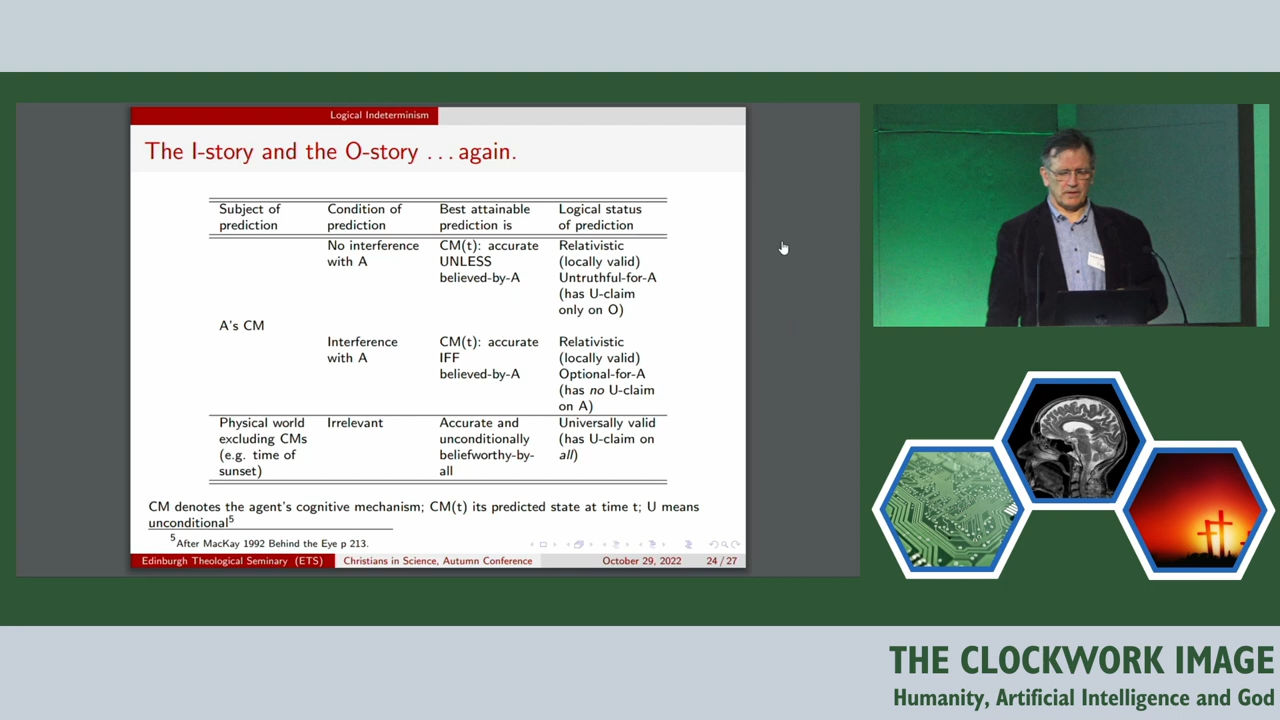 Logical Indeterminism
The I-story and the O-story . . . again.
Subject of
prediction
Condition of
prediction
Best attainable
prediction is
Logical status
of prediction
No interference
with A
CM(t): accurate
UNLESS
believed-by-A
Relativistic
(locally valid)
Untruthful-for-A
(has U-claim
only on O)
A's CM
Interference
with A
CM(t): accurate
IFF
believed-by-A
Relativistic
(locally valid)
Optional-for-A
(has no U-claim
on A)
Physical world
excluding CMs
(e.g. time of
sunset)
Irrelevant
Accurate and
unconditionally
beliefworthy-by-
all
Universally valid
(has U-claim on
all)
CM denotes the agent's cognitive mechanism; CM(t) its predicted state at time t; U means
unconditional5
5After MacKay 1992 Behind the Eye p 213.
Edinburgh Theological Seminary (ETS)
Christians in Science, Autumn Conference
October 29, 2022
24 / 27
THE CLOCKWORK IMAGE
Humanity, Artificial Intelligence and God